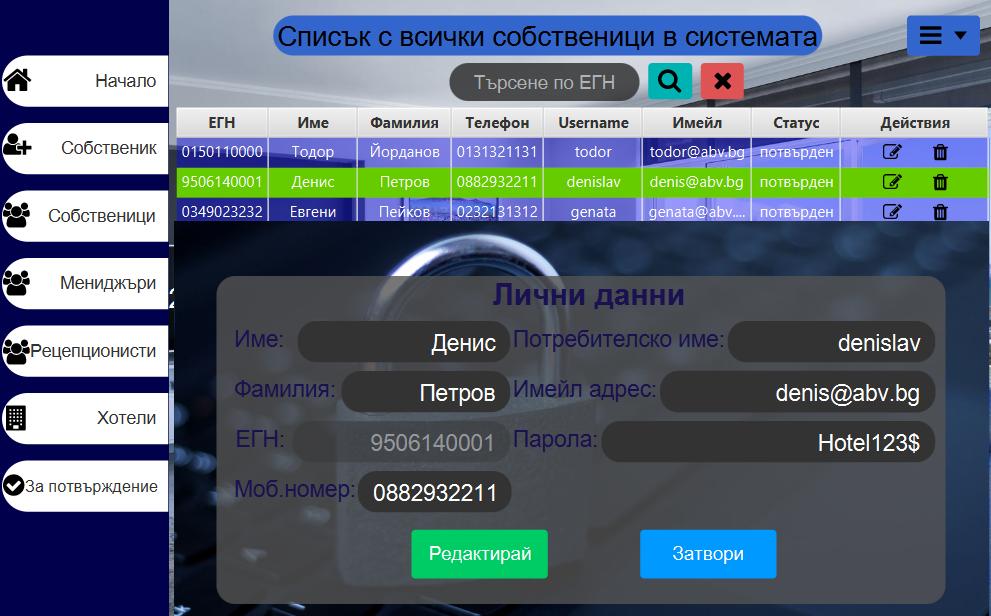 Списък с всички собственици в системата
Търсене по ЕГН
Начало
Собственик
Собственици
Мениджъри
Рецепционисти
Хотели
За потвърждение
ЕГН Име Фамилия Телефон Username Имейл Статус Действия
0150110000 Тодор Йорданов 0131321131 todor todor@abv.bg потвърден
9506140001 Денис Петров 0882932211 denislav denis@abv.bg потвърден
0349023232 Евгени Пейков 0232131312 genata genata@abv.... потвърден
Лични данни
Име: Денис Потребителско име: denislav
Фамилия: Петров Имейл адрес: denis@abv.bg
ЕГН: 9506140001 Парола: Hotel123$
Моб.номер: 0882932211
Редактирай Затвори